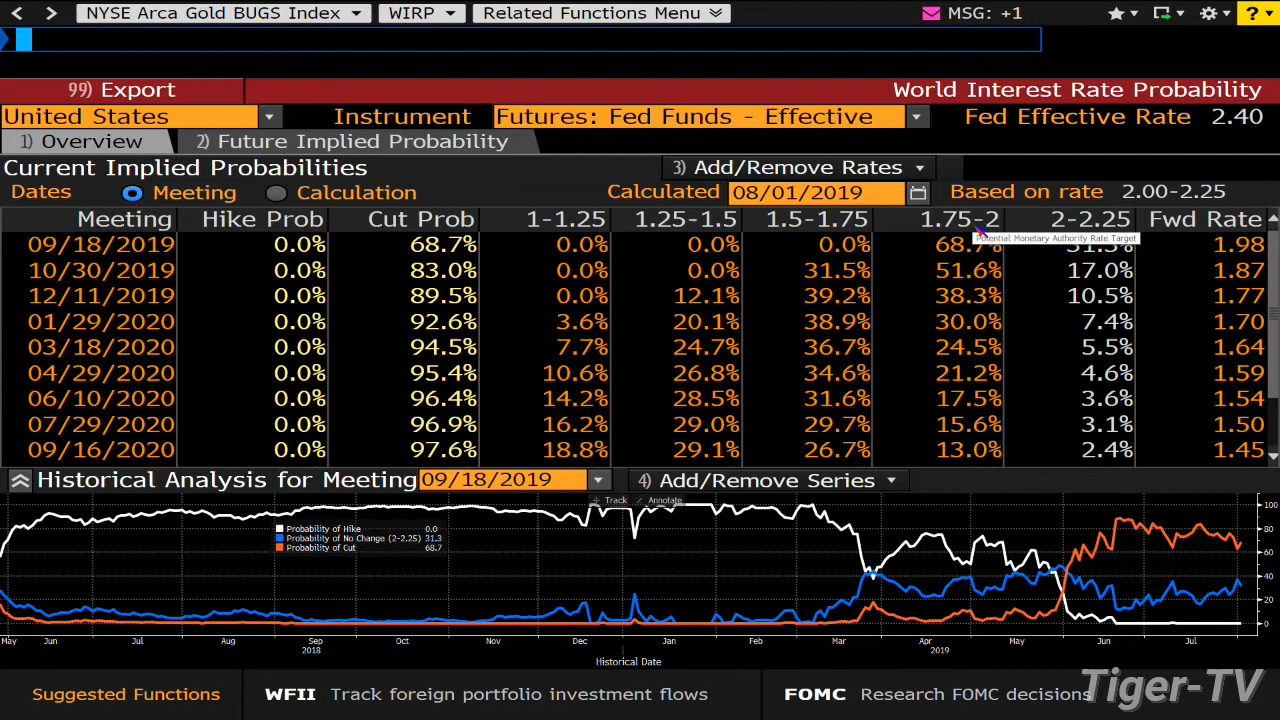 NYSE Arca Gold BUGS Index WIRP Related Functions Menu MSG: +1 ?
99) Export World Interest Rate Probability
United States Instrument Futures: Fed Funds - Effective Fed Effective Rate 2.40
1) Overview 2) Future Implied Probability
Current Implied Probabilities 3) Add/Remove Rates
Dates Meeting Calculation Calculated 08/01/2019 Based on rate 2.00-2.25
Meeting Hike Prob Cut Prob 1-1.25 1.25-1.5 1.5-1.75 1.75-2 2-2.25 Fwd Rate
Potential Monetary Authority Rate Target
09/18/2019 0.0% 68.7% 0.0% 0.0% 0.0% 68.7% 31.3% 1.98
10/30/2019 0.0% 83.0% 0.0% 0.0% 31.5% 51.6% 17.0% 1.87
12/11/2019 0.0% 89.5% 0.0% 12.1% 39.2% 38.3% 10.5% 1.77
01/29/2020 0.0% 92.6% 3.6% 20.1% 38.9% 30.0% 7.4% 1.70
03/18/2020 0.0% 94.5% 7.7% 24.7% 36.7% 24.5% 5.5% 1.64
04/29/2020 0.0% 95.4% 10.6% 26.8% 34.6% 21.2% 4.6% 1.59
06/10/2020 0.0% 96.4% 14.2% 28.5% 31.6% 17.5% 3.6% 1.54
07/29/2020 0.0% 96.9% 16.2% 29.0% 29.7% 15.6% 3.1% 1.50
09/16/2020 0.0% 97.6% 18.8% 29.1% 26.7% 13.0% 2.4% 1.45
Historical Analysis for Meeting 09/18/2019 4) Add/Remove Series
Track Annotate
Probability of Hike 0.0
Probability of No Change (2-2.25) 31.3
Probability of Cut 68.7
100
80
60
40
20
0
May Jun Jul Aug Sep Oct Nov Dec Jan Feb Mar Apr May Jun Jul
2018 2019
Historical Date
Suggested Functions WFII Track foreign portfolio investment flows FOMC Research FOMC decisions
Tiger-TV